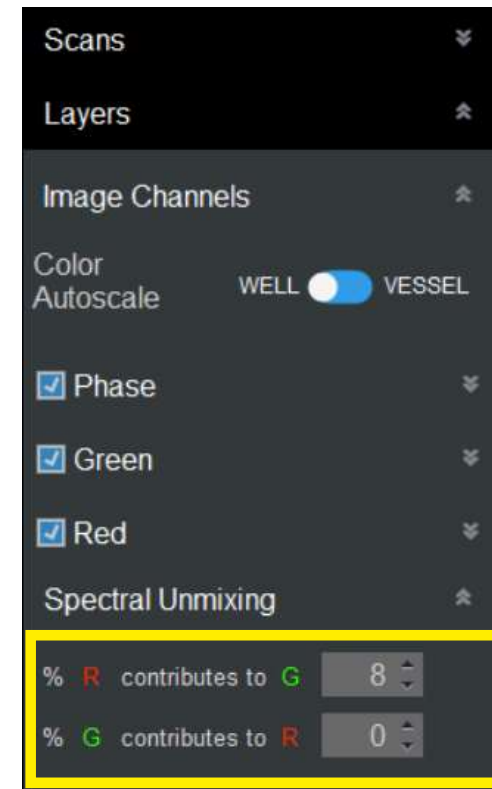 Scans
Layers
Image Channels
Color
Autoscale
WELL VESSEL
Phase
Green
Red
Spectral Unmixing
% R contributes to G 8
% G contributes to R 0